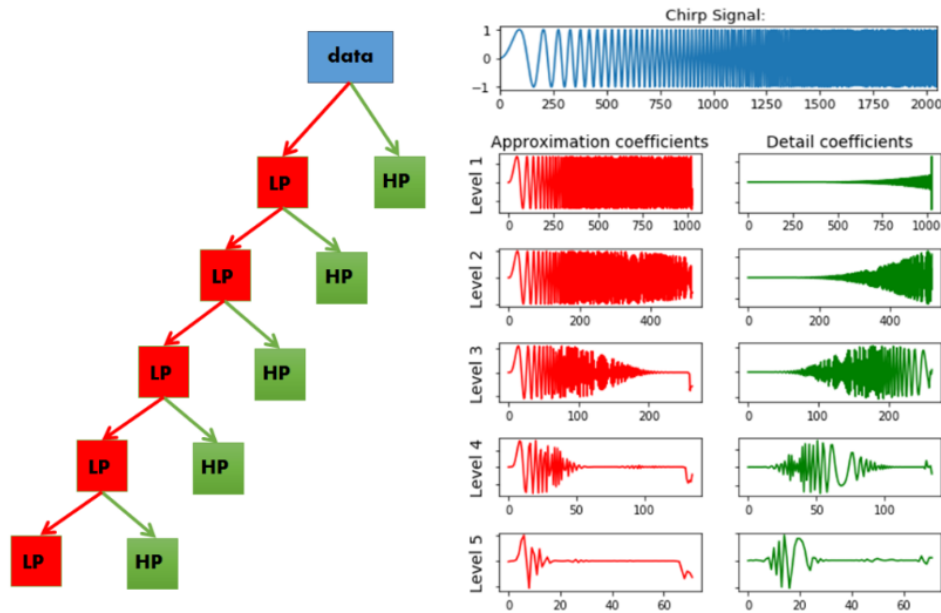 data
LP
HP
LP
HP
LP
HP
LP
HP
LP
HP
Chirp Signal:
1
0
−1
0 250 500 750 1000 1250 1500 1750 2000
Approximation coefficients Detail coefficients
Level 1
0 250 500 750 1000 0 250 500 750 1000
Level 2
0 200 400 0 200 400
Level 3
0 100 200 0 100 200
Level 4
0 50 100 0 50 100
Level 5
0 20 40 60 0 20 40 60